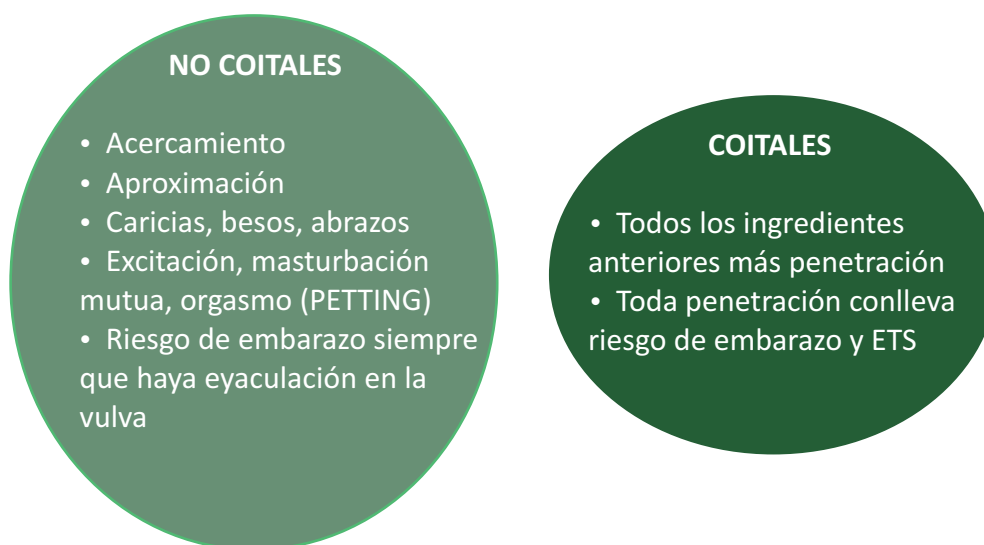 NO COITALES
• Acercamiento
• Aproximación
• Caricias, besos, abrazos
• Excitación, masturbación
mutua, orgasmo (PETTING)
• Riesgo de embarazo siempre
que haya eyaculación en la
vulva
COITALES
• Todos los ingredientes
anteriores más penetración
• Toda penetración conlleva
riesgo de embarazo y ETS